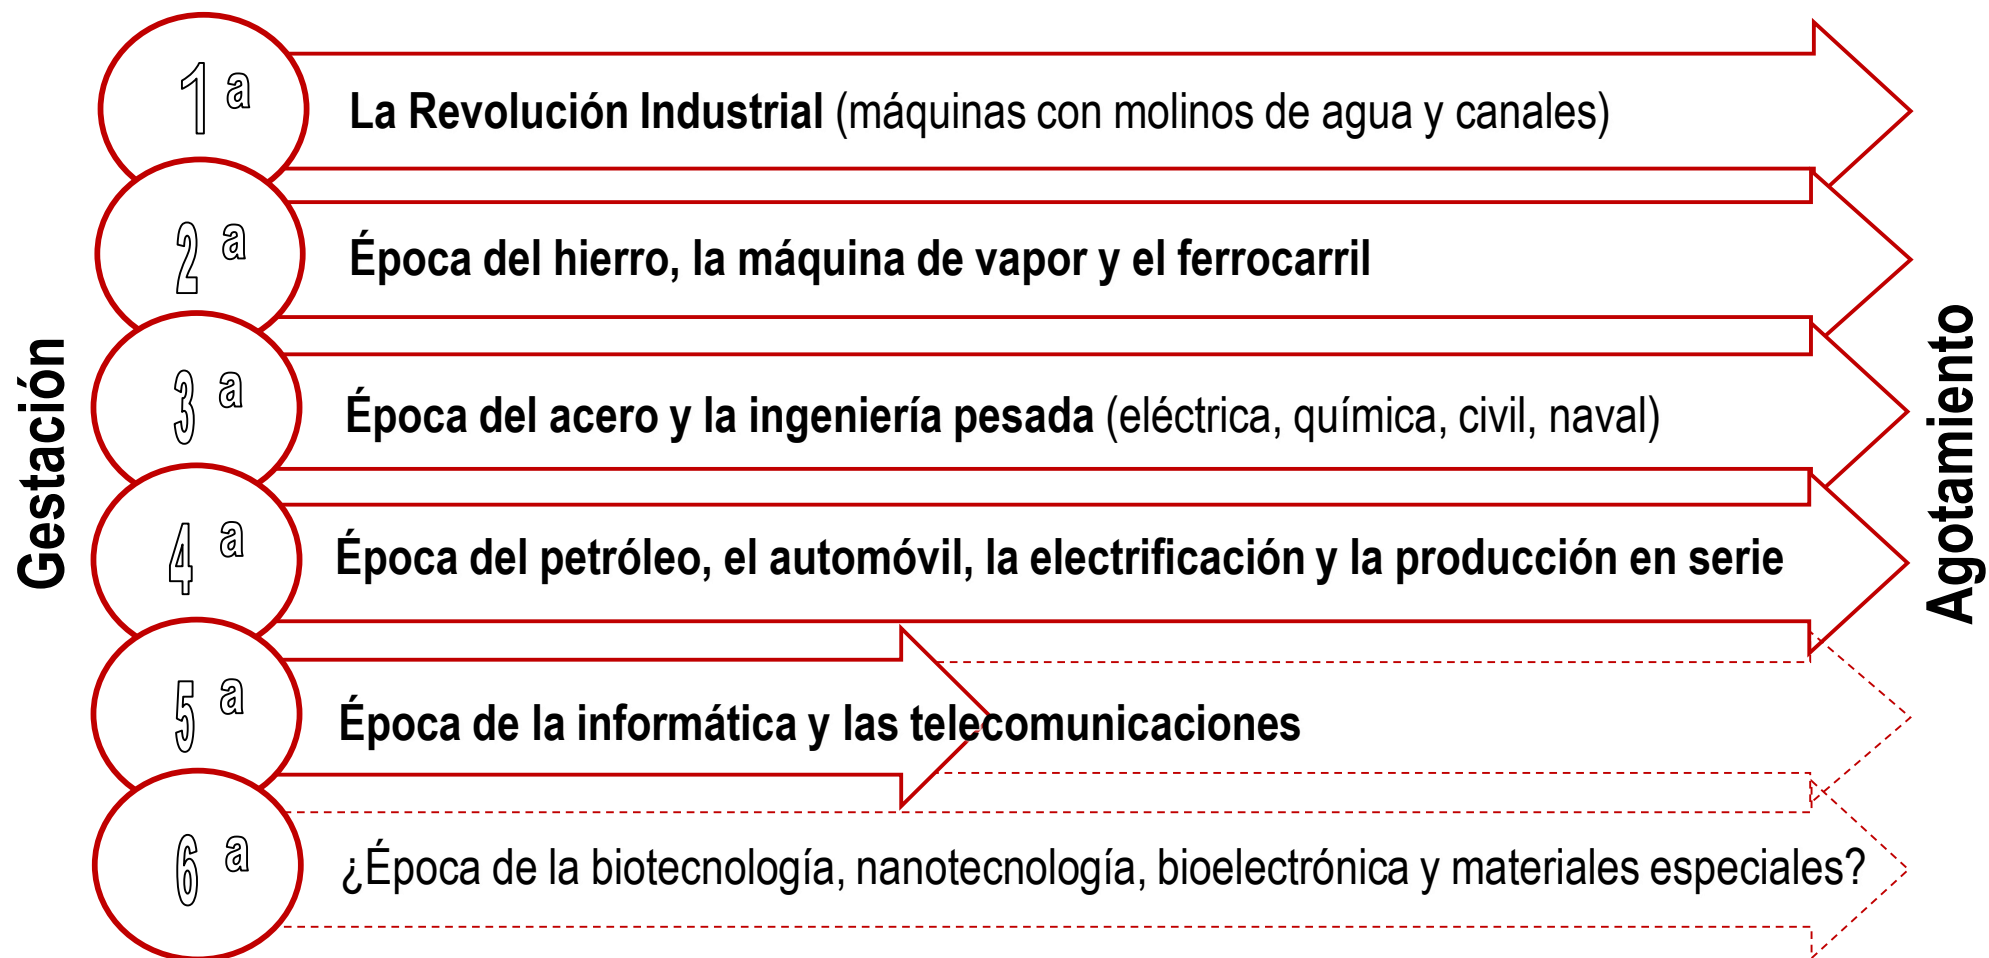 1ª
La Revolución Industrial (máquinas con molinos de agua y canales)
2ª
Época del hierro, la máquina de vapor y el ferrocarril
3ª
Época del acero y la ingeniería pesada (eléctrica, química, civil, naval)
4ª
Época del petróleo, el automóvil, la electrificación y la producción en serie
5ª
Época de la informática y las telecomunicaciones
6ª
¿Época de la biotecnología, nanotecnología, bioelectrónica y materiales especiales?
Gestación
Agotamiento